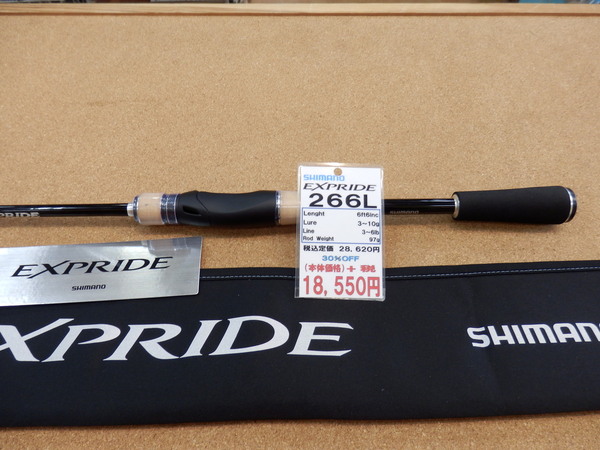 PRIDE
SHIMANO
EXPRIDE
266L
Lenght 6ft6inc
Lure 3～10g
Line 3～6lb
Rod Weight 97g
税込定価 28,620円
30%OFF
(本体価格)+税
18,550円
EXPRIDE
SHIMANO
XPRIDE
SHIMANO